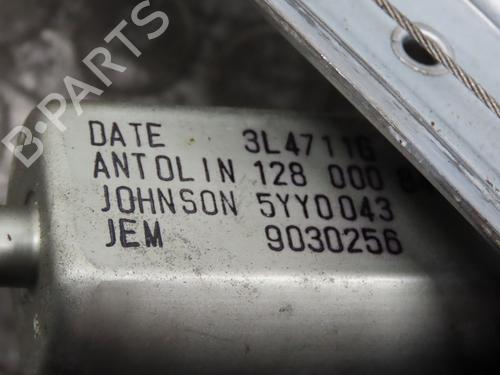 DATE 3L4711G
ANTOLIN 128 000
JOHNSON 5YY0043
JEM 9030256
B-PARTS